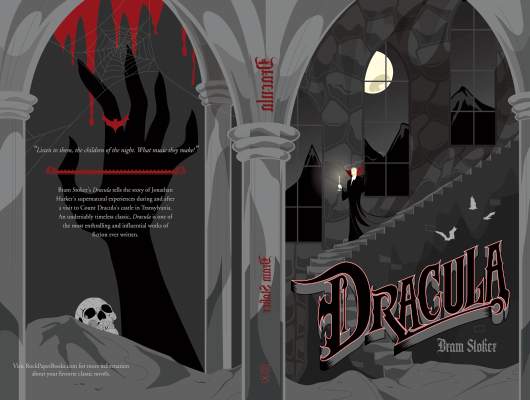 "Listen to them, the children of the night. What music they make!"
Bram Stoker's Dracula tells the story of Jonathan
Harker's supernatural experiences during and after
a visit to Count Dracula's castle in Transylvania.
An undeniably timeless classic, Dracula is one of
the most enthralling and influential works of
fiction ever written.
Visit RockPaperBooks.com for more information
about your favorite classic novels.
Dracula
Bram Stoker
DRACULA
Bram Stoker